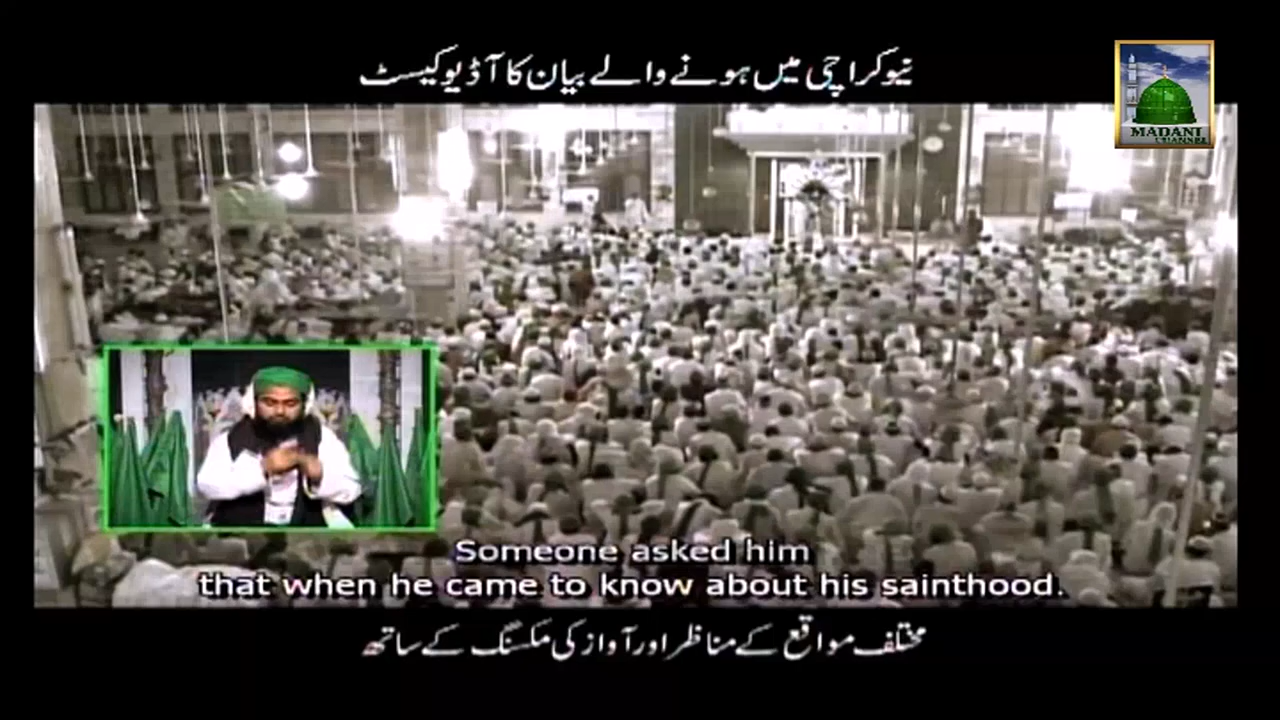 نیو کراچی میں ہونے والے بیان کا آڈیو کیسٹ
MADANI
CHANNEL
Someone asked him
that when he came to know about his sainthood.
مختلف مواقع کے مناظر اور آواز کی مکسنگ کے ساتھ